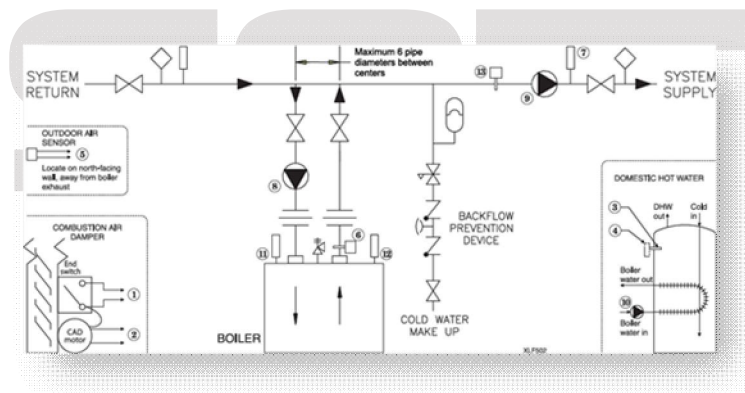 Maximum 6 pipe
diameters between
centers
SYSTEM
RETURN
SYSTEM
SUPPLY
7
13
9
OUTDOOR AIR
SENSOR
5
Locate on north-facing
wall, away from boiler
exhaust
8
COMBUSTION AIR
DAMPER
End
switch
1
CAD
motor
2
11
6
12
BOILER
BACKFLOW
PREVENTION
DEVICE
COLD WATER
MAKE UP
DOMESTIC HOT WATER
DHW
out
Cold
in
3
4
Boiler
water out
10
Boiler
water in
XLF502